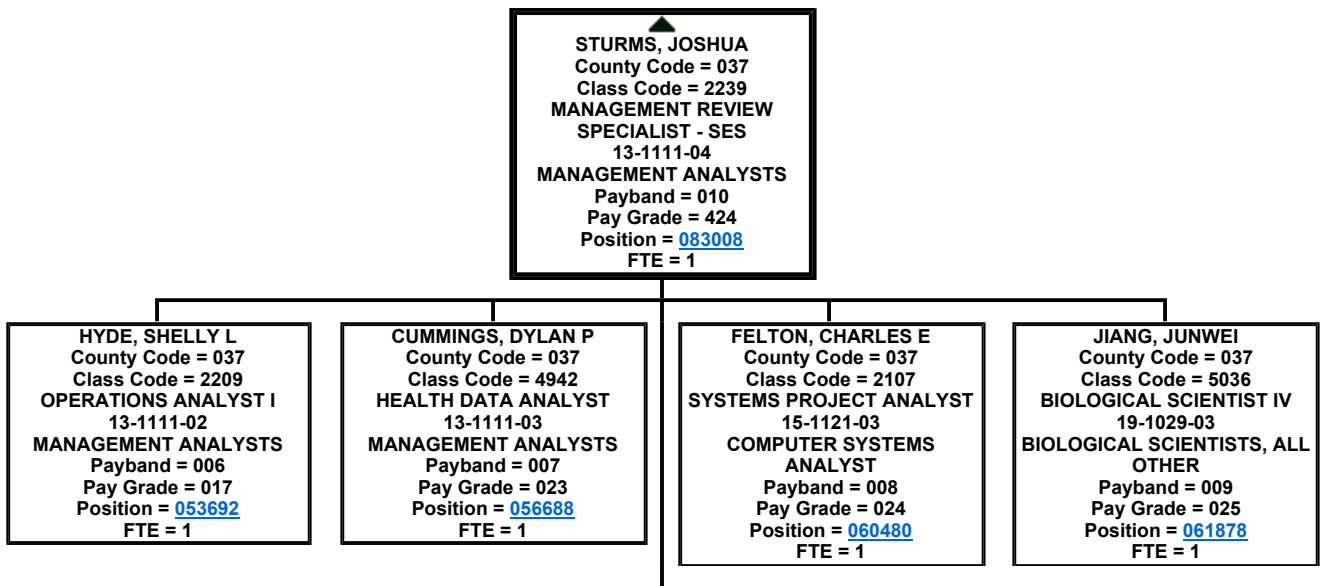 STURMS, JOSHUA
County Code = 037
Class Code = 2239
MANAGEMENT REVIEW
SPECIALIST - SES
13-1111-04
MANAGEMENT ANALYSTS
Payband = 010
Pay Grade = 424
Position = 083008
FTE = 1
HYDE, SHELLY L
County Code = 037
Class Code = 2209
OPERATIONS ANALYST I
13-1111-02
MANAGEMENT ANALYSTS
Payband = 006
Pay Grade = 017
Position = 053692
FTE = 1
CUMMINGS, DYLAN P
County Code = 037
Class Code = 4942
HEALTH DATA ANALYST
13-1111-03
MANAGEMENT ANALYSTS
Payband = 007
Pay Grade = 023
Position = 056688
FTE = 1
FELTON, CHARLES E
County Code = 037
Class Code = 2107
SYSTEMS PROJECT ANALYST
15-1121-03
COMPUTER SYSTEMS
ANALYST
Payband = 008
Pay Grade = 024
Position = 060480
FTE = 1
JIANG, JUNWEI
County Code = 037
Class Code = 5036
BIOLOGICAL SCIENTIST IV
19-1029-03
BIOLOGICAL SCIENTISTS, ALL
OTHER
Payband = 009
Pay Grade = 025
Position = 061878
FTE = 1